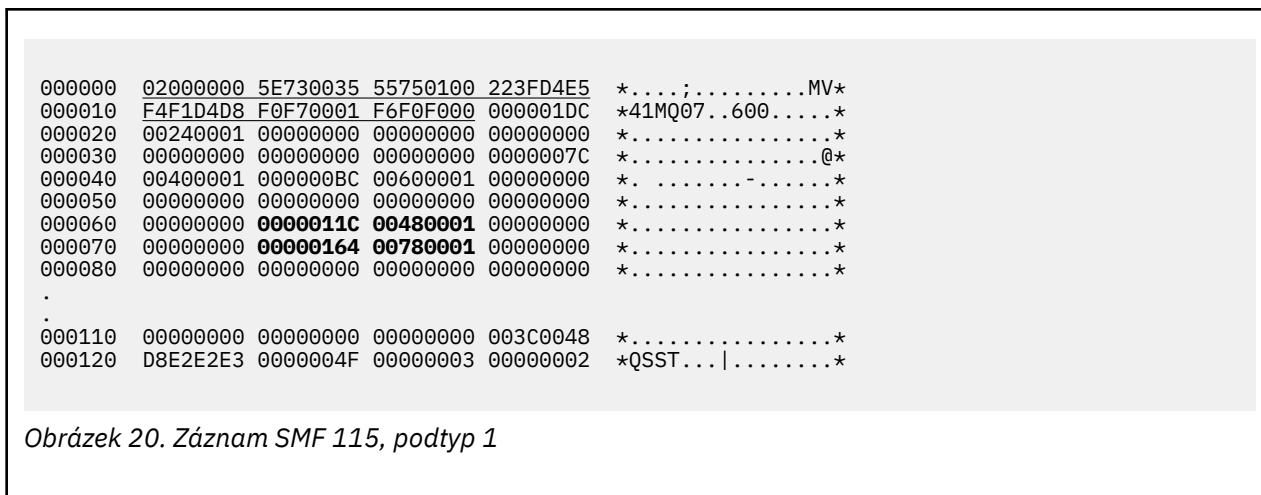 000000 02000000 5E730035 55750100 223FD4E5 *....;.........MV*
000010 F4F1D4D8 F0F70001 F6F0F000 000001DC *41MQ07..600.....*
000020 00240001 00000000 00000000 00000000 *................*
000030 00000000 00000000 00000000 0000007C *...............@*
000040 00400001 000000BC 00600001 00000000 *. .......-......*
000050 00000000 00000000 00000000 00000000 *................*
000060 00000000 0000011C 00480001 00000000 *................*
000070 00000000 00000164 00780001 00000000 *................*
000080 00000000 00000000 00000000 00000000 *................*
.
.
000110 00000000 00000000 00000000 003C0048 *................*
000120 D8E2E2E3 0000004F 00000003 00000002 *QSST...|........*
Obrázek 20. Záznam SMF 115, podtyp 1